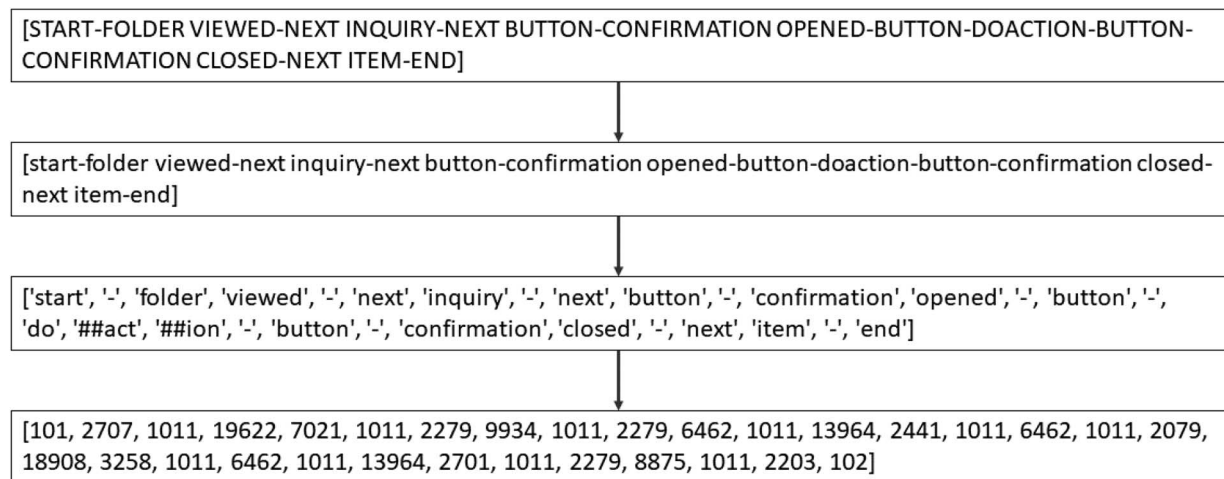 [START-FOLDER VIEWED-NEXT INQUIRY-NEXT BUTTON-CONFIRMATION OPENED-BUTTON-DOACTION-BUTTON-
CONFIRMATION CLOSED-NEXT ITEM-END]
[start-folder viewed-next inquiry-next button-confirmation opened-button-doaction-button-confirmation closed-
next item-end]
['start', '-', 'folder', 'viewed', '-', 'next', 'inquiry', '-', 'next', 'button', '-', 'confirmation', 'opened', '-', 'button', '-',
'do', '##act', '##ion', '-', 'button', '-', 'confirmation', 'closed', '-', 'next', 'item', '-', 'end']
[101, 2707, 1011, 19622, 7021, 1011, 2279, 9934, 1011, 2279, 6462, 1011, 13964, 2441, 1011, 6462, 1011, 2079,
18908, 3258, 1011, 6462, 1011, 13964, 2701, 1011, 2279, 8875, 1011, 2203, 102]